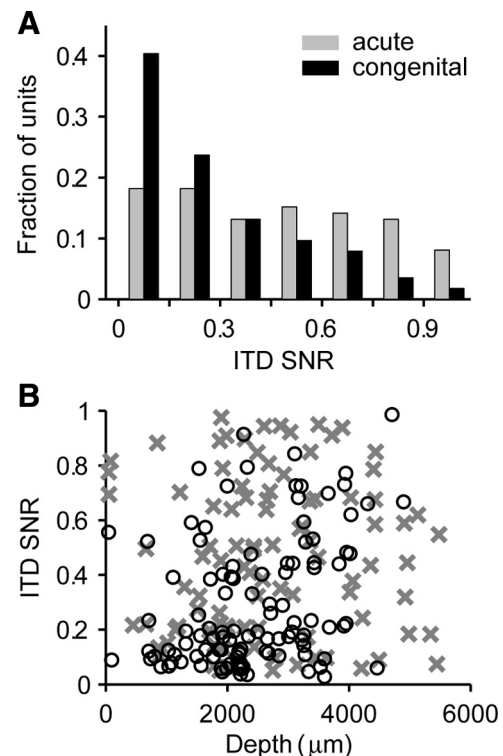 A
acute
congenital
0.4
0.3
0.2
0.1
0
Fraction of units
0 0.3 0.6 0.9
ITD SNR
B
1
0.8
0.6
0.4
0.2
0
ITD SNR
0 2000 4000 6000
Depth (μm)